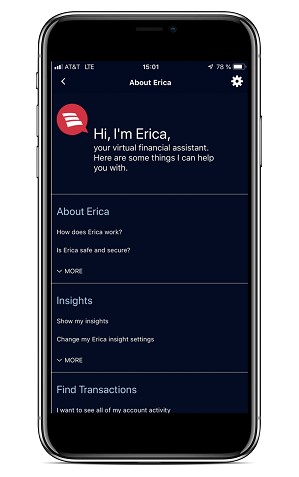 AT&T LTE 15:01 78 %
About Erica
Hi, I'm Erica,
your virtual financial assistant.
Here are some things I can help
you with.
About Erica
How does Erica work?
Is Erica safe and secure?
MORE
Insights
Show my insights
Change my Erica insight settings
MORE
Find Transactions
I want to see all of my account activity